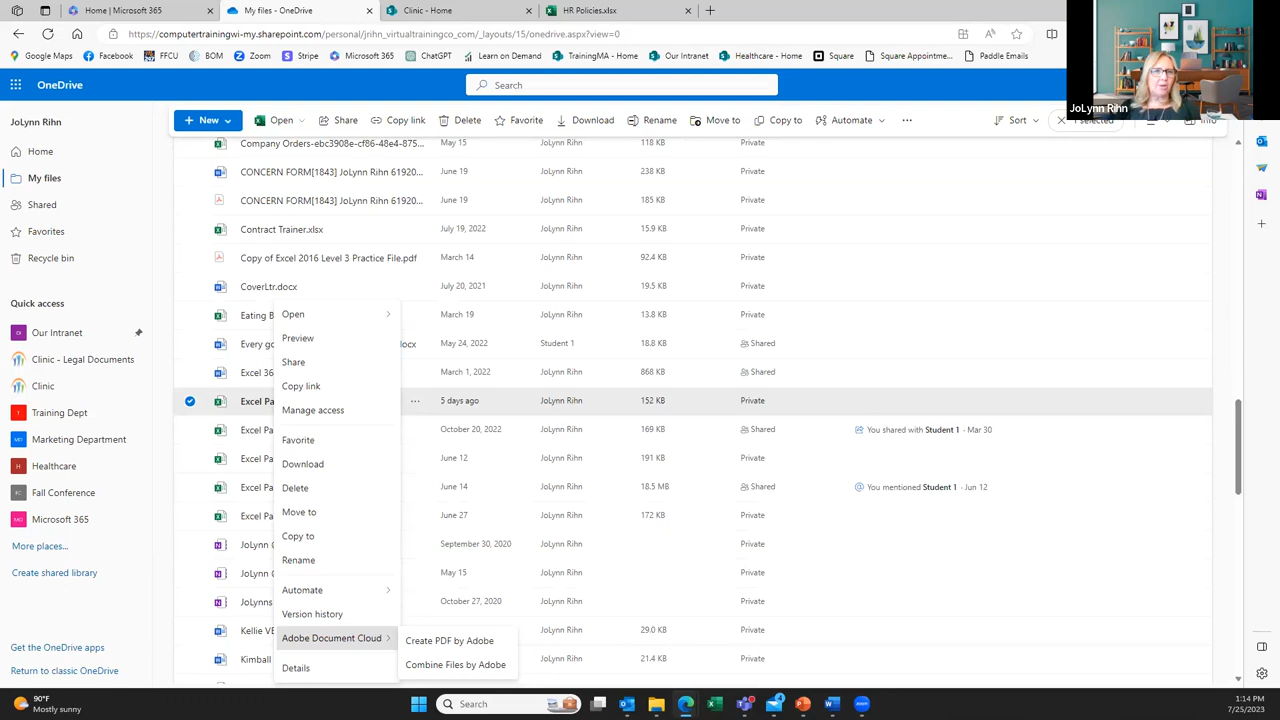 Home | Microsoft 365
My files - OneDrive
Clinic - Home
HR Policies.xlsx
https://computertrainingwi-my.sharepoint.com/personal/jrihn_virtualtrainingco_com/_layouts/15/onedrive.aspx?view=0
Google Maps
Facebook
FFCU
BOM
Zoom
Stripe
Microsoft 365
ChatGPT
Learn on Demand
TrainingMA - Home
Our Intranet
Healthcare - Home
Square
Square Appointme...
Paddle Emails
OneDrive
Search
JoLynn Rihn
JoLynn Rihn
Home
My files
Shared
Favorites
Recycle bin
Quick access
Our Intranet
Clinic - Legal Documents
Clinic
Training Dept
Marketing Department
Healthcare
Fall Conference
Microsoft 365
More places...
Create shared library
Get the OneDrive apps
Return to classic OneDrive
New
Open
Share
Copy link
Delete
Favorite
Download
Rename
Move to
Copy to
Automate
Sort
1 selected
Info
Company Orders-ebc3908e-cf86-48e4-875... May 15 JoLynn Rihn 118 KB Private
CONCERN FORM[1843] JoLynn Rihn 61920... June 19 JoLynn Rihn 238 KB Private
CONCERN FORM[1843] JoLynn Rihn 61920... June 19 JoLynn Rihn 185 KB Private
Contract Trainer.xlsx July 19, 2022 JoLynn Rihn 15.9 KB Private
Copy of Excel 2016 Level 3 Practice File.pdf March 14 JoLynn Rihn 92.4 KB Private
CoverLtr.docx July 20, 2021 JoLynn Rihn 19.5 KB Private
Eating B March 19 JoLynn Rihn 13.8 KB Private
Every go ocx May 24, 2022 Student 1 18.8 KB Shared
Excel 36 March 1, 2022 JoLynn Rihn 868 KB Shared
Excel Pa 5 days ago JoLynn Rihn 152 KB Private
Excel Pa October 20, 2022 JoLynn Rihn 169 KB Shared You shared with Student 1 - Mar 30
Excel Pa June 12 JoLynn Rihn 191 KB Private
Excel Pa June 14 JoLynn Rihn 18.5 MB Shared You mentioned Student 1 - Jun 12
Excel Pa June 27 JoLynn Rihn 172 KB Private
JoLynn September 30, 2020 JoLynn Rihn Private
JoLynn May 15 JoLynn Rihn Private
JoLynns October 27, 2020 JoLynn Rihn Private
Kellie VE JoLynn Rihn 29.0 KB Private
Kimball JoLynn Rihn 21.4 KB Private
Open
Preview
Share
Copy link
Manage access
Favorite
Download
Delete
Move to
Copy to
Rename
Automate
Version history
Adobe Document Cloud
Details
Create PDF by Adobe
Combine Files by Adobe
90°F
Mostly sunny
Search
1:14 PM
7/25/2023